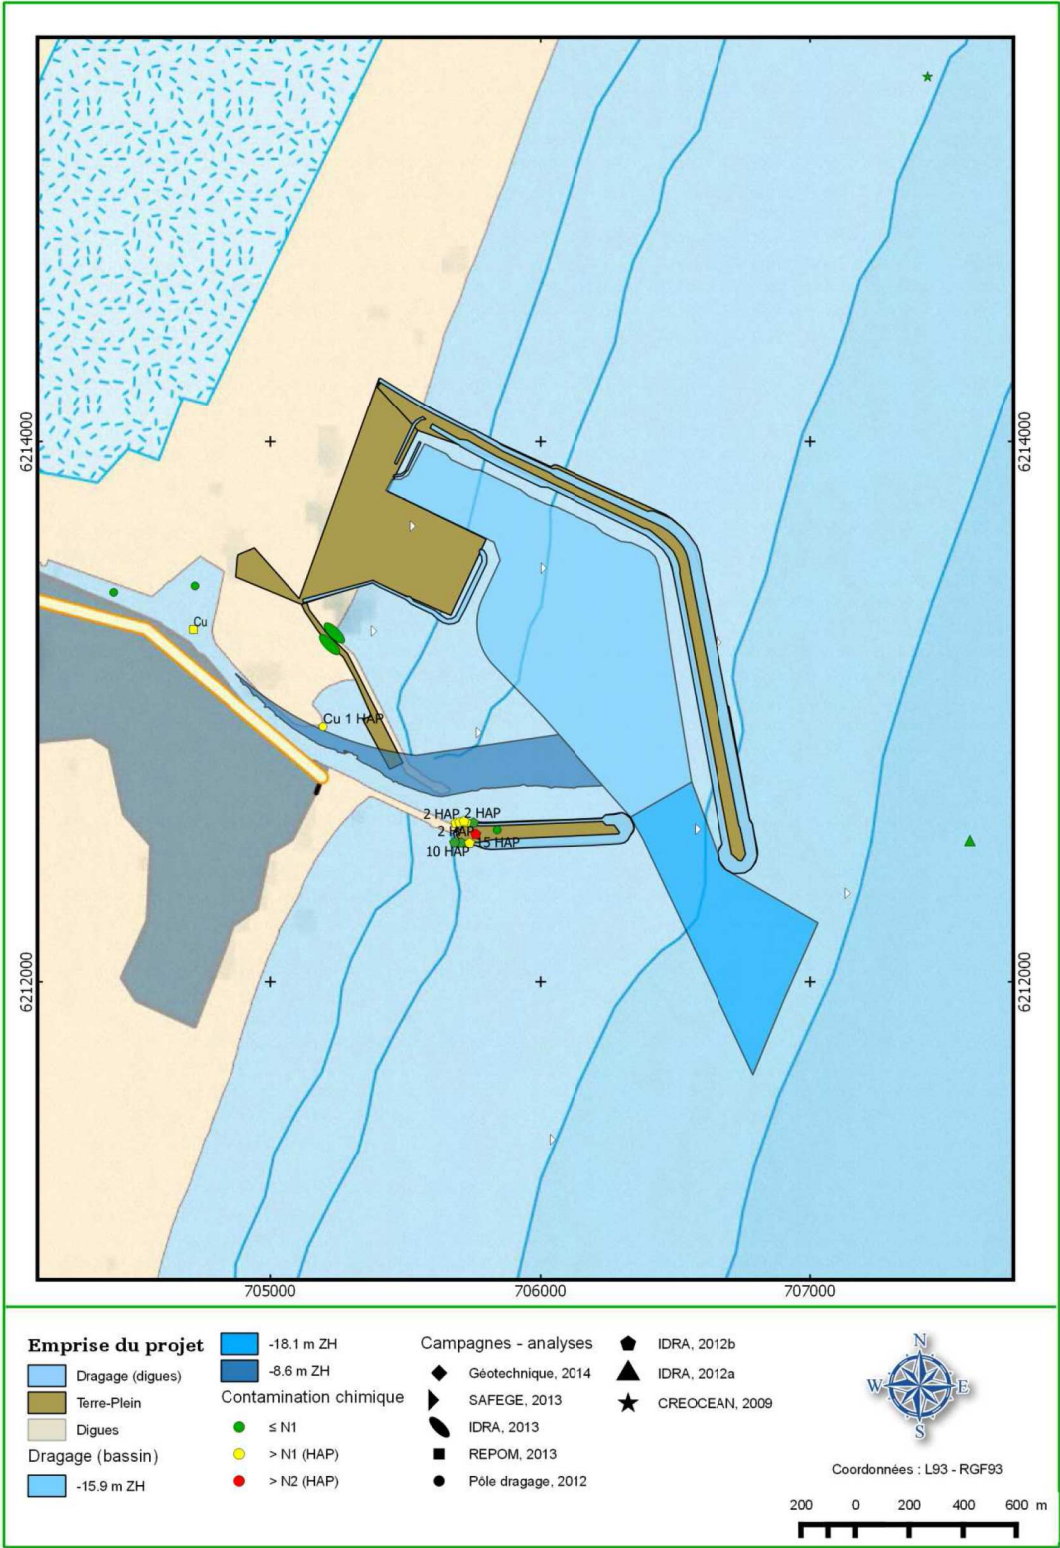 6214000
6214000
Cu
Cu 1 HAP
2 HAP 2 HAP
2 HAP
15 HAP
10 HAP
6212000
6212000
705000 706000 707000
Emprise du projet
Dragage (digues)
Terre-Plein
Digues
Dragage (bassin)
-15.9 m ZH
-18.1 m ZH
-8.6 m ZH
Contamination chimique
≤ N1
> N1 (HAP)
> N2 (HAP)
Campagnes - analyses
Géotechnique, 2014
SAFEGE, 2013
IDRA, 2013
REPOM, 2013
Pôle dragage, 2012
IDRA, 2012b
IDRA, 2012a
CREOCEAN, 2009
N
W E
S
Coordonnées : L93 - RGF93
200 0 200 400 600 m